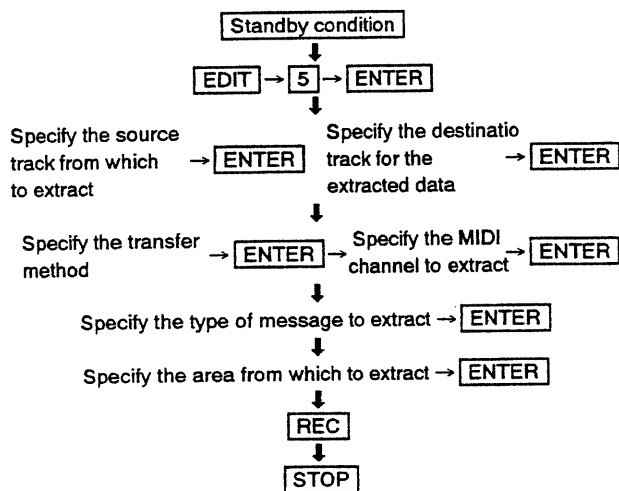 Standby condition
EDIT → 5 → ENTER
Specify the source
track from which
to extract
→ ENTER
Specify the destinatio
track for the
extracted data
→ ENTER
Specify the transfer
method
→ ENTER
→ Specify the MIDI
channel to extract
→ ENTER
Specify the type of message to extract → ENTER
Specify the area from which to extract → ENTER
REC
STOP